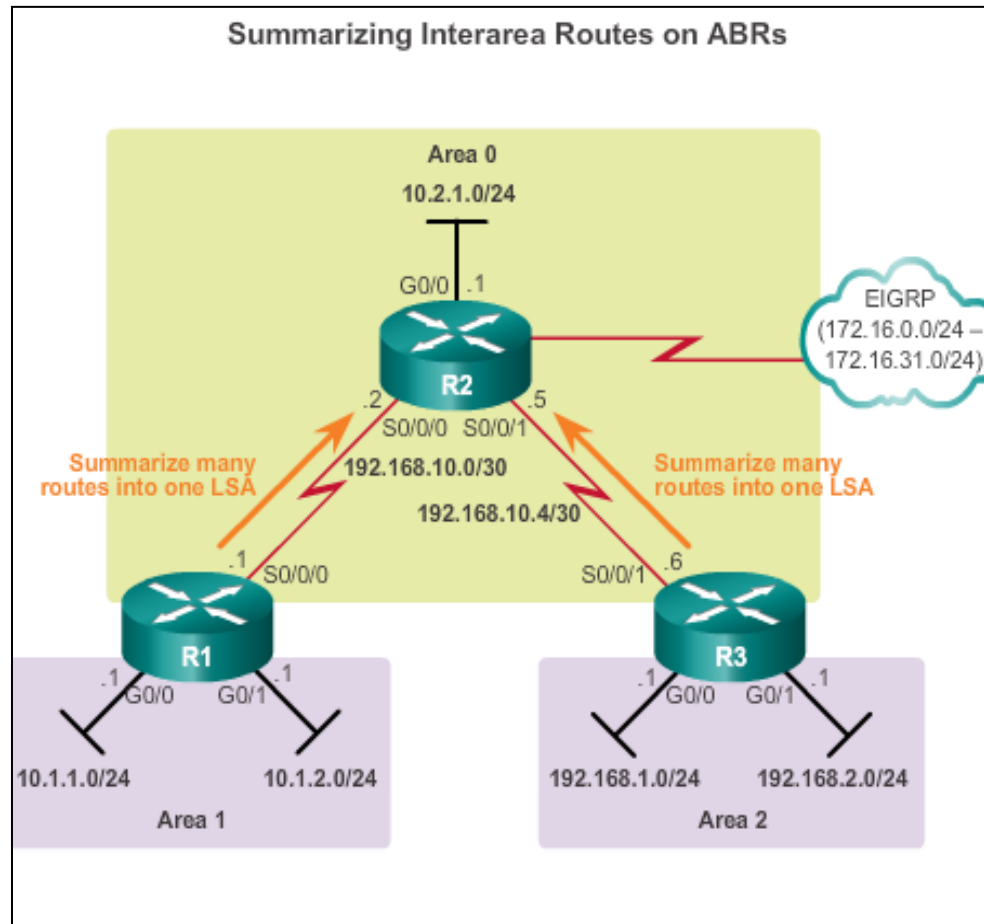 Summarizing Interarea Routes on ABRs
Area 0
10.2.1.0/24
G0/0 .1
EIGRP
(172.16.0.0/24 –
172.16.31.0/24)
R2
.2 .5
S0/0/0 S0/0/1
Summarize many
routes into one LSA
192.168.10.0/30
Summarize many
routes into one LSA
192.168.10.4/30
.1
S0/0/0
.6
S0/0/1
R1
R3
.1 .1
G0/0 G0/1
.1 .1
G0/0 G0/1
10.1.1.0/24
10.1.2.0/24
192.168.1.0/24
192.168.2.0/24
Area 1
Area 2